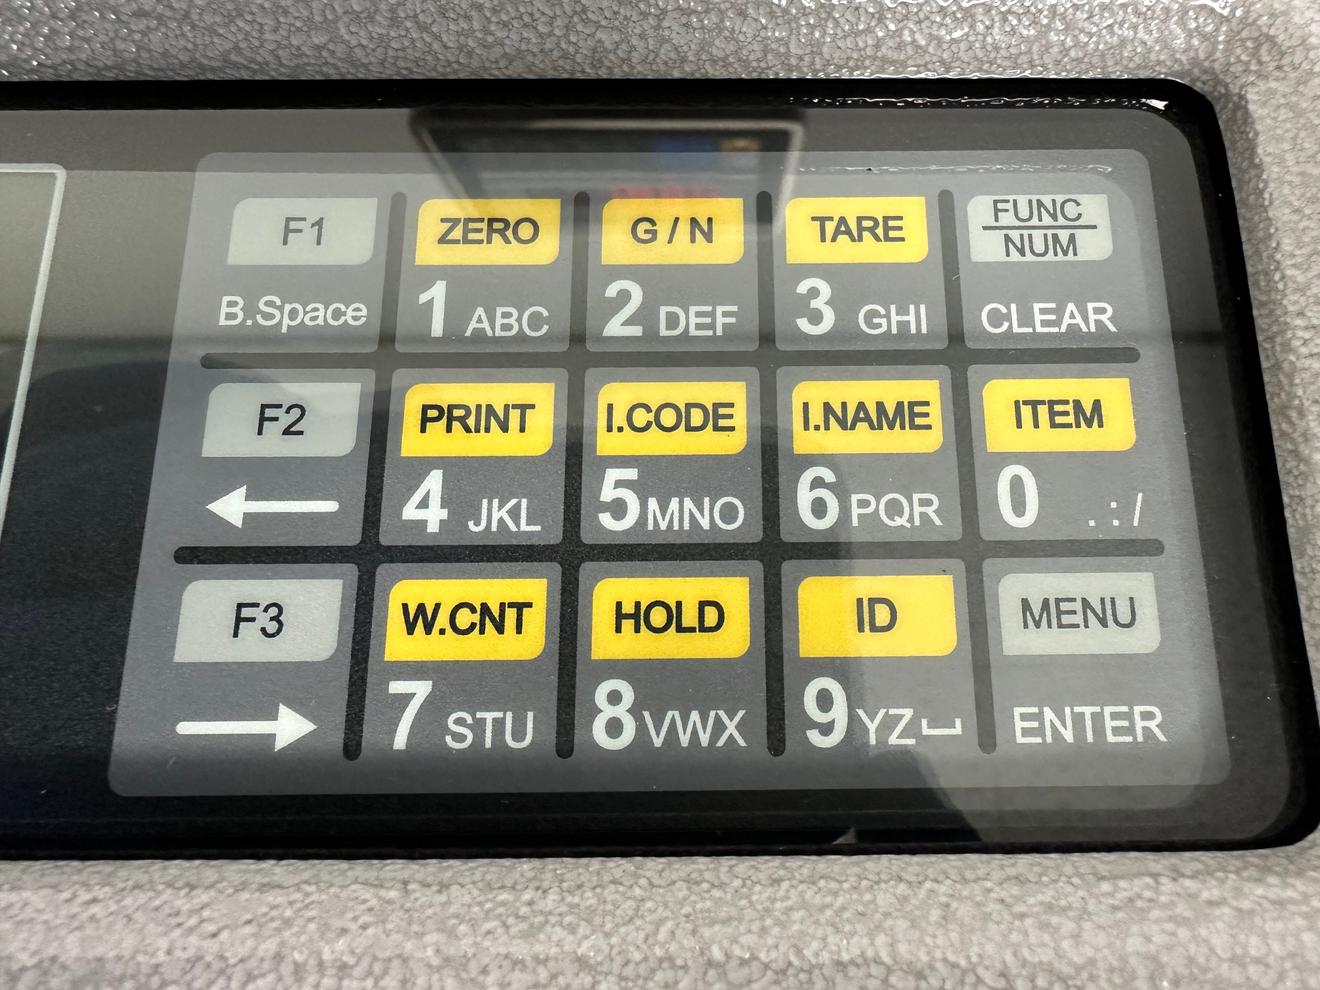 F1 ZERO G/N TARE FUNC
NUM
B.Space 1 ABC 2 DEF 3 GHI CLEAR
F2 PRINT I.CODE I.NAME ITEM
← 4 JKL 5 MNO 6 PQR 0 . : /
F3 W.CNT HOLD ID MENU
→ 7 STU 8 VWX 9 YZ⎵ ENTER